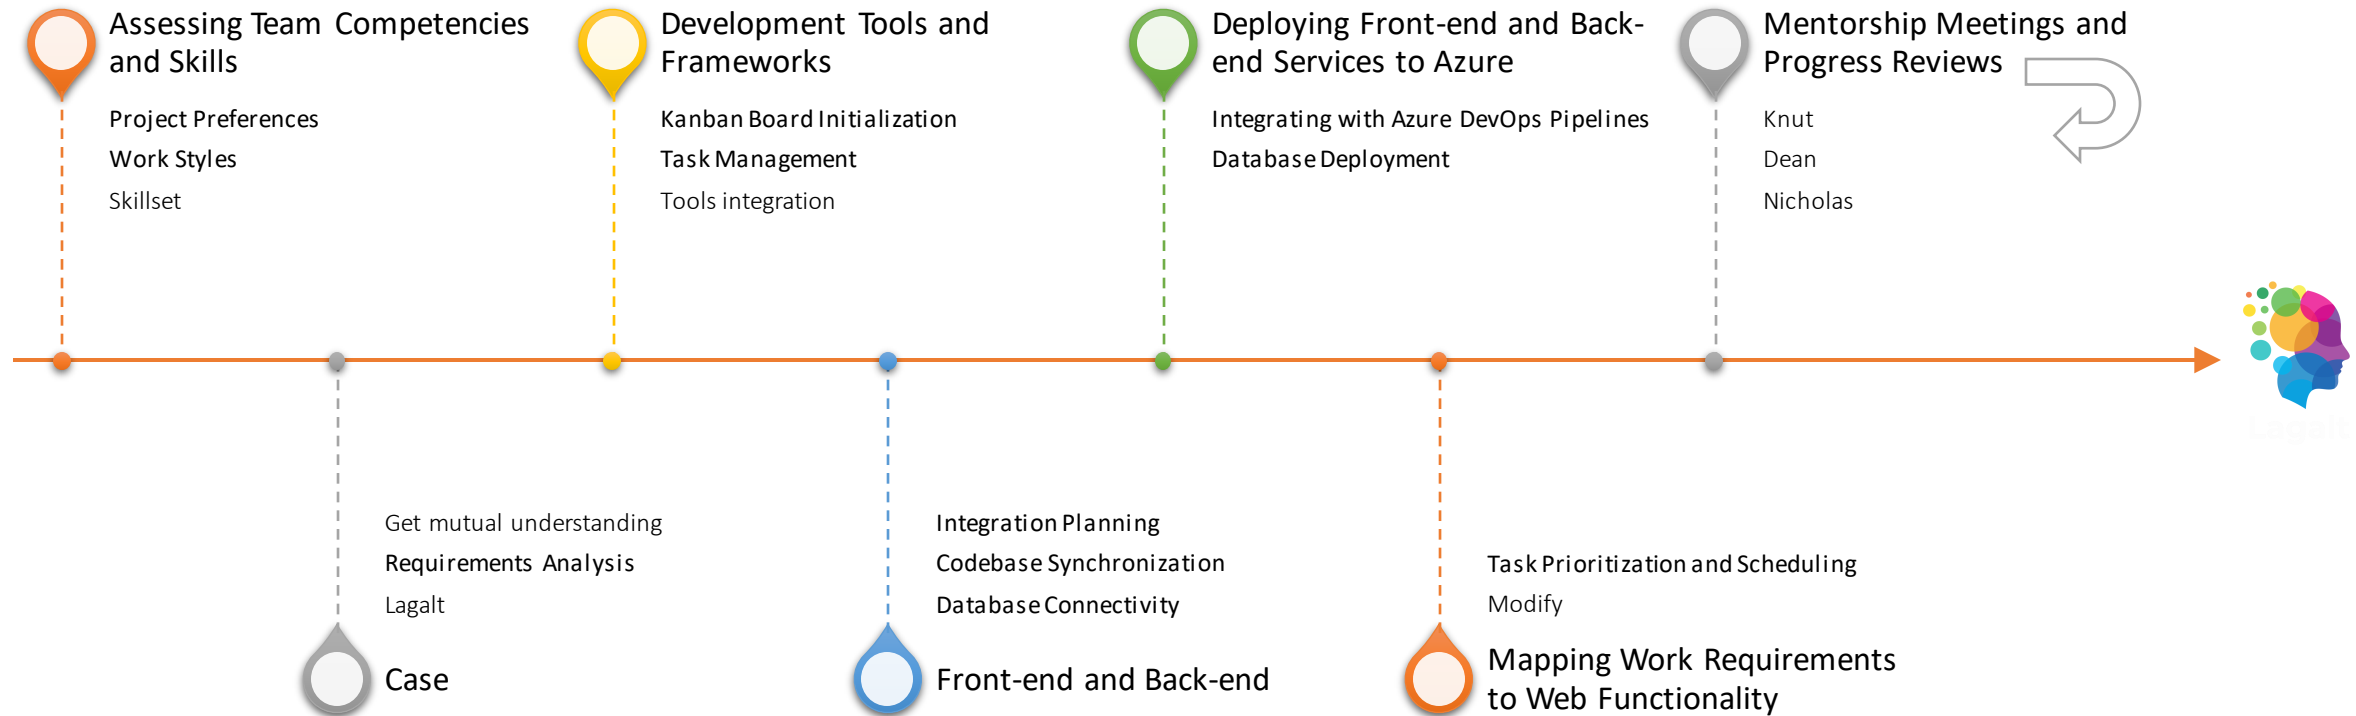 Assessing Team Competencies
and Skills
Project Preferences
Work Styles
Skillset
Development Tools and
Frameworks
Kanban Board Initialization
Task Management
Tools integration
Deploying Front-end and Back-
end Services to Azure
Integrating with Azure DevOps Pipelines
Database Deployment
Mentorship Meetings and
Progress Reviews
Knut
Dean
Nicholas
Get mutual understanding
Requirements Analysis
Lagalt
Case
Integration Planning
Codebase Synchronization
Database Connectivity
Front-end and Back-end
Task Prioritization and Scheduling
Modify
Mapping Work Requirements
to Web Functionality